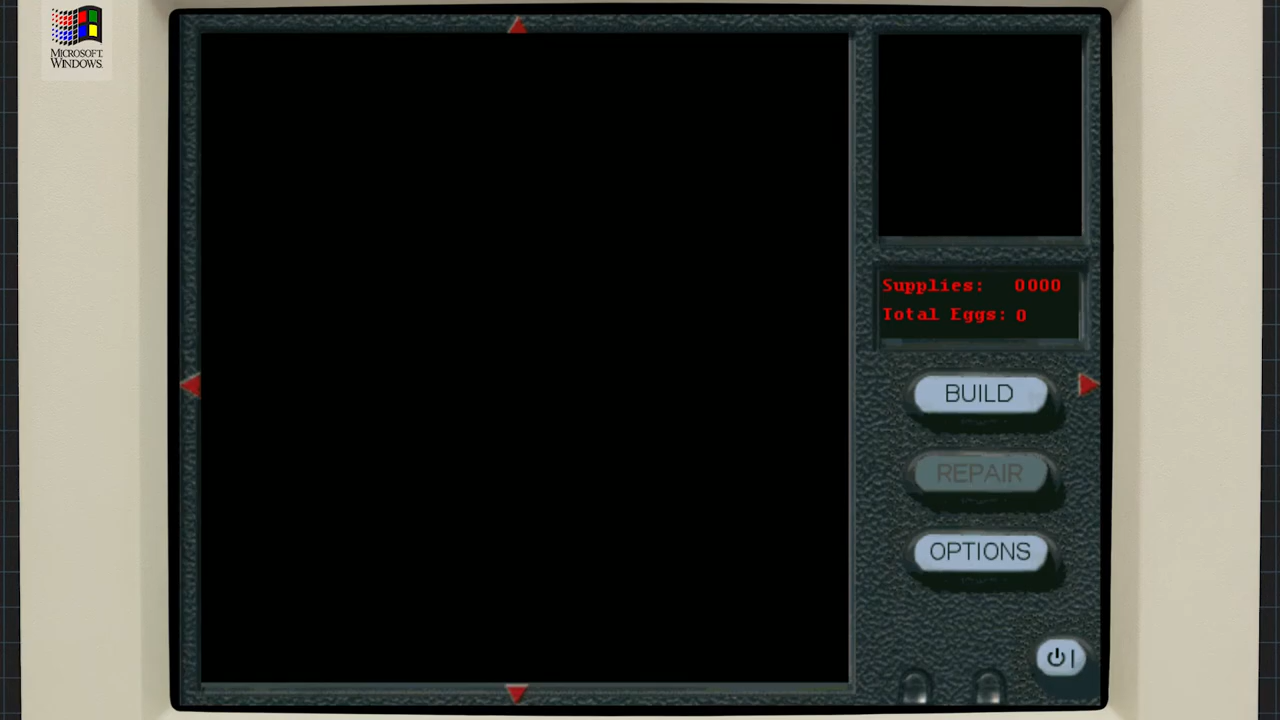 MICROSOFT
WINDOWS.
Supplies: 0000
Total Eggs: 0
BUILD
REPAIR
OPTIONS